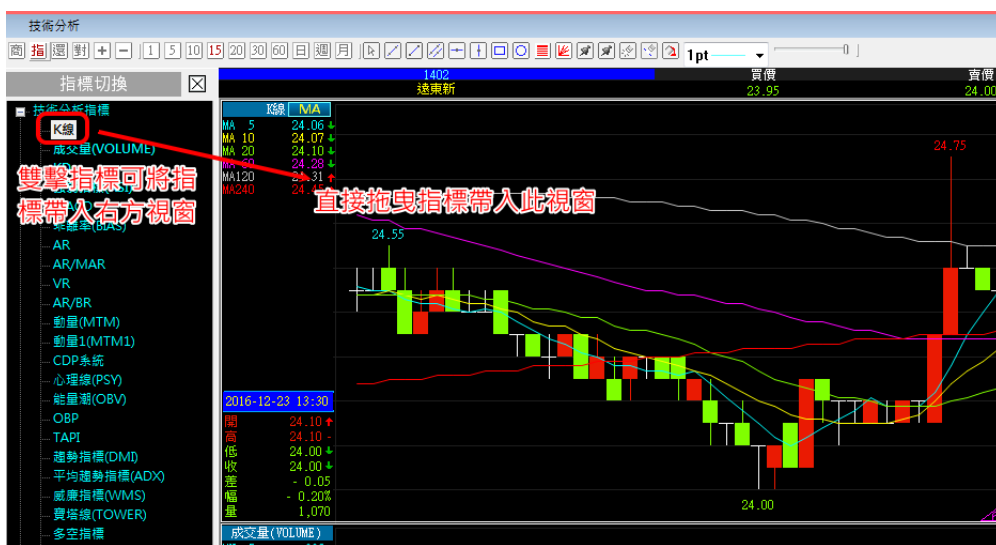 技術分析
商 指 還 對 + - 1 5 10 15 20 30 60 日 週 月 1pt
指標切換
技術分析指標
K線
成交量(VOLUME)
雙擊指標可將指
標帶入右方視窗
乖離率(BIAS)
AR
AR/MAR
VR
AR/BR
動量(MTM)
動量1(MTM1)
CDP系統
心理線(PSY)
能量潮(OBV)
OBP
TAPI
趨勢指標(DMI)
平均趨勢指標(ADX)
威廉指標(WMS)
寶塔線(TOWER)
多空指標
1402 買價 賣價
遠東新 23.95 24.00
K線 MA
MA 5 24.06
MA 10 24.07
MA 20 24.10
MA 60 24.28
MA120 24.31
MA240
直接拖曳指標帶入此視窗
24.75
24.55
24.00
2016-12-23 13:30
開 24.10
高 24.10 -
低 24.00
收 24.00
差 - 0.05
幅 - 0.20%
量 1,070
成交量(VOLUME)